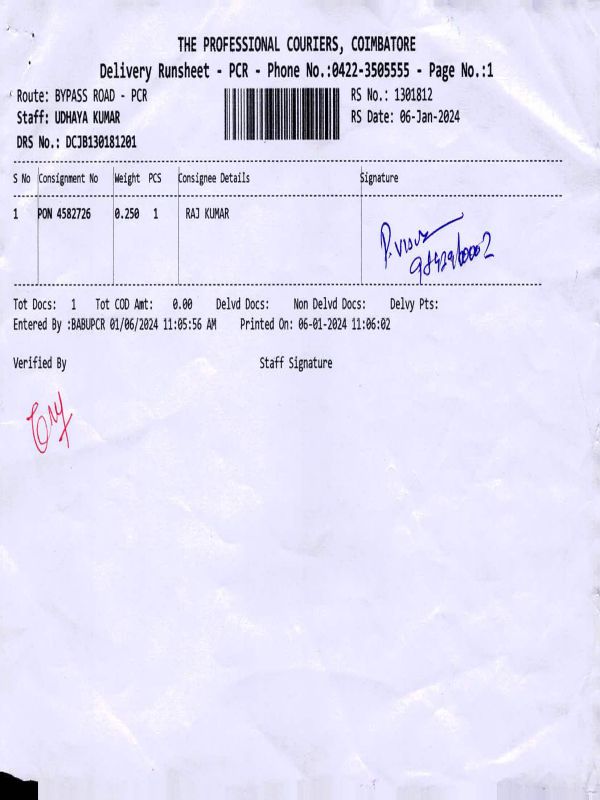 THE PROFESSIONAL COURIERS, COIMBATORE
Delivery Runsheet - PCR - Phone No.:0422-3505555 - Page No.:1
Route: BYPASS ROAD - PCR RS No.: 1301812
Staff: UDHAYA KUMAR RS Date: 06-Jan-2024
DRS No.: DCJB130181201
S No Consignment No Weight PCS Consignee Details Signature
1 PON 4582726 0.250 1 RAJ KUMAR
Tot Docs: 1 Tot COD Amt: 0.00 Delvd Docs: Non Delvd Docs: Delvy Pts:
Entered By :BABUPCR 01/06/2024 11:05:56 AM Printed On: 06-01-2024 11:06:02
Verified By Staff Signature